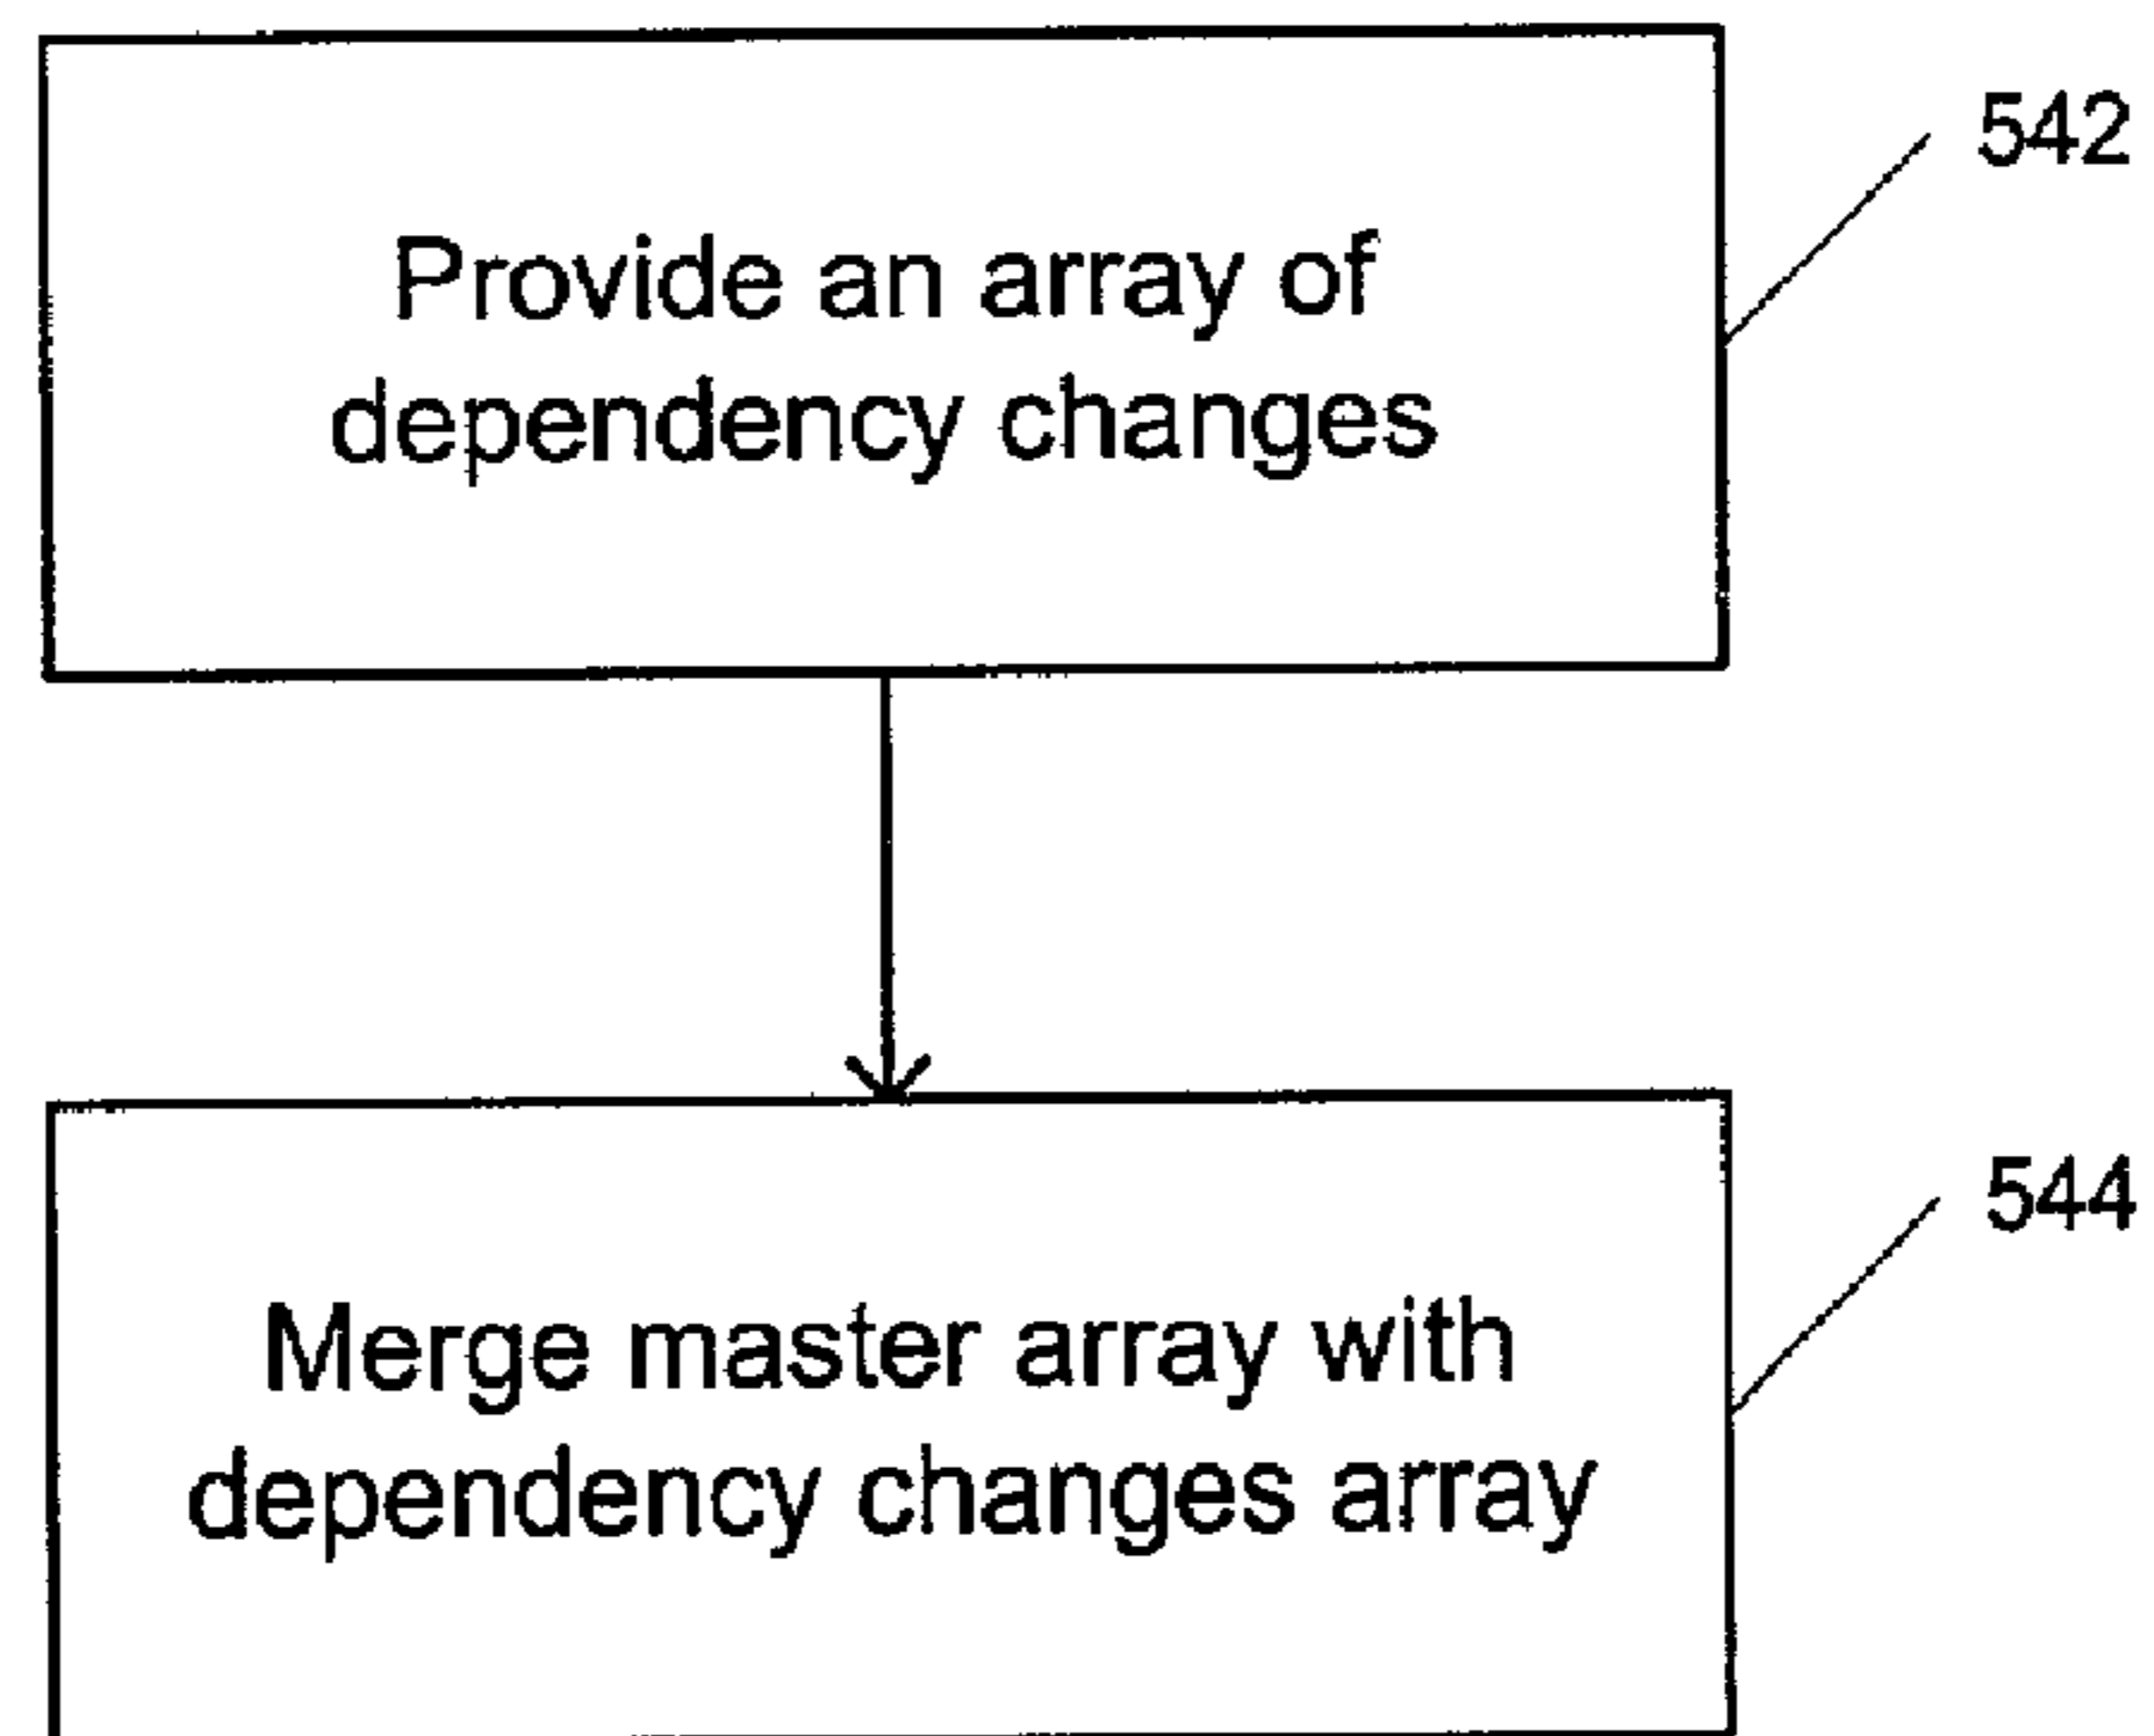 542
Provide an array of
dependency changes
544
Merge master array with
dependency changes array